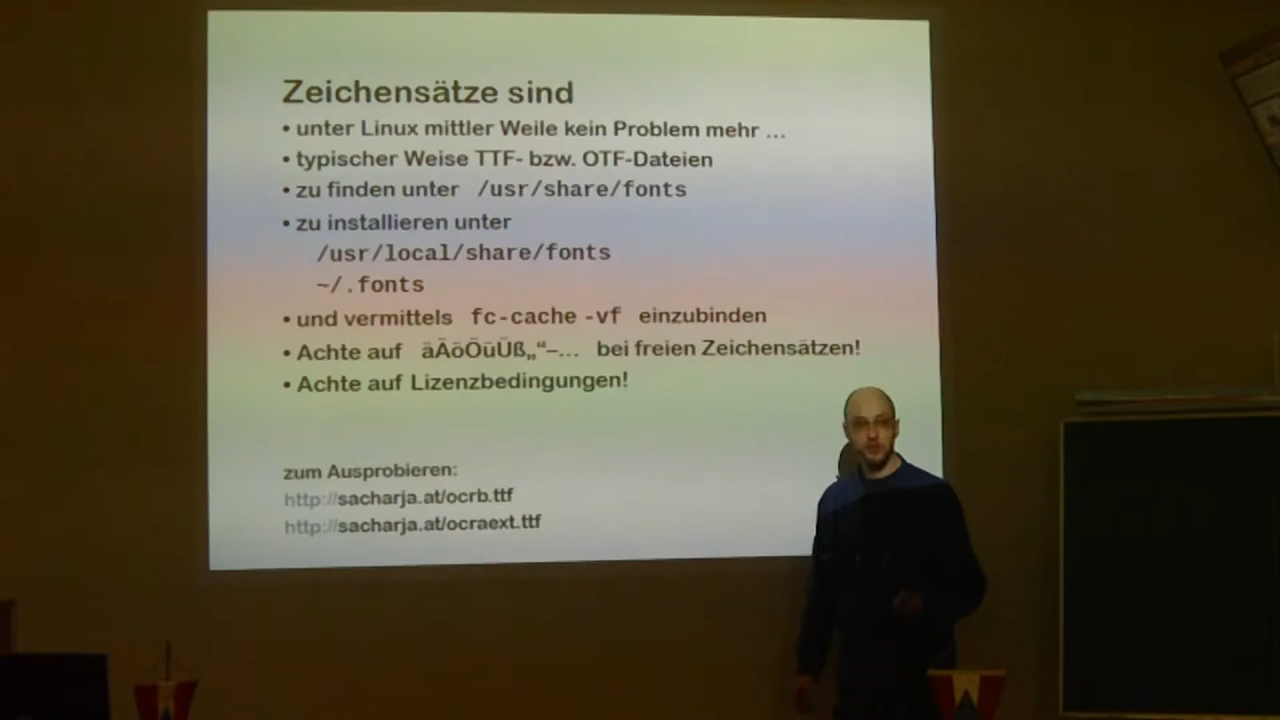 Zeichensätze sind
• unter Linux mittler Weile kein Problem mehr …
• typischer Weise TTF- bzw. OTF-Dateien
• zu finden unter /usr/share/fonts
• zu installieren unter
/usr/local/share/fonts
~/.fonts
• und vermittels fc-cache -vf einzubinden
• Achte auf äÄöÖüÜß„“–… bei freien Zeichensätzen!
• Achte auf Lizenzbedingungen!
zum Ausprobieren:
http://sacharja.at/ocrb.ttf
http://sacharja.at/ocraext.ttf